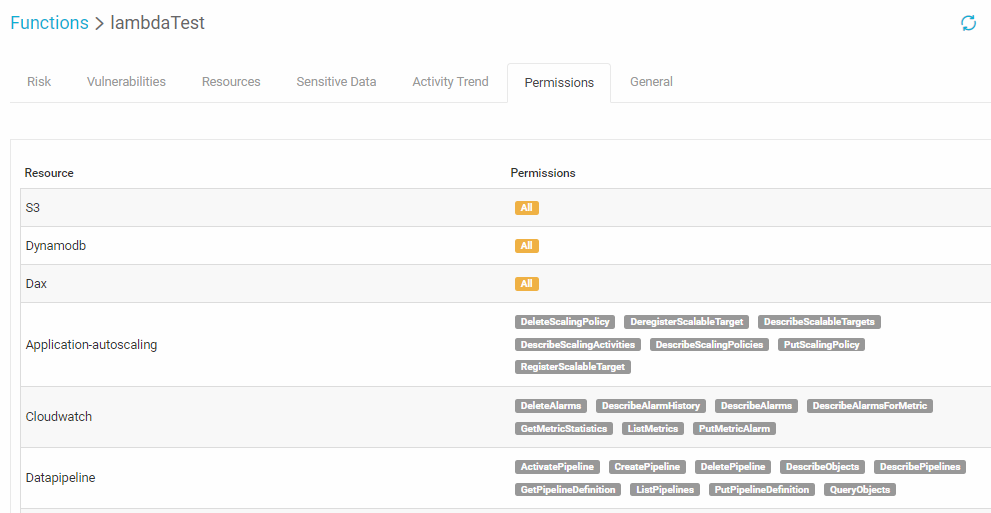 Functions > lambdaTest
Risk Vulnerabilities Resources Sensitive Data Activity Trend Permissions General
Resource Permissions
S3 All
Dynamodb All
Dax All
Application-autoscaling
DeleteScalingPolicy DeregisterScalableTarget DescribeScalableTargets
DescribeScalingActivities DescribeScalingPolicies PutScalingPolicy
RegisterScalableTarget
Cloudwatch
DeleteAlarms DescribeAlarmHistory DescribeAlarms DescribeAlarmsForMetric
GetMetricStatistics ListMetrics PutMetricAlarm
Datapipeline
ActivatePipeline CreatePipeline DeletePipeline DescribeObjects DescribePipelines
GetPipelineDefinition ListPipelines PutPipelineDefinition QueryObjects